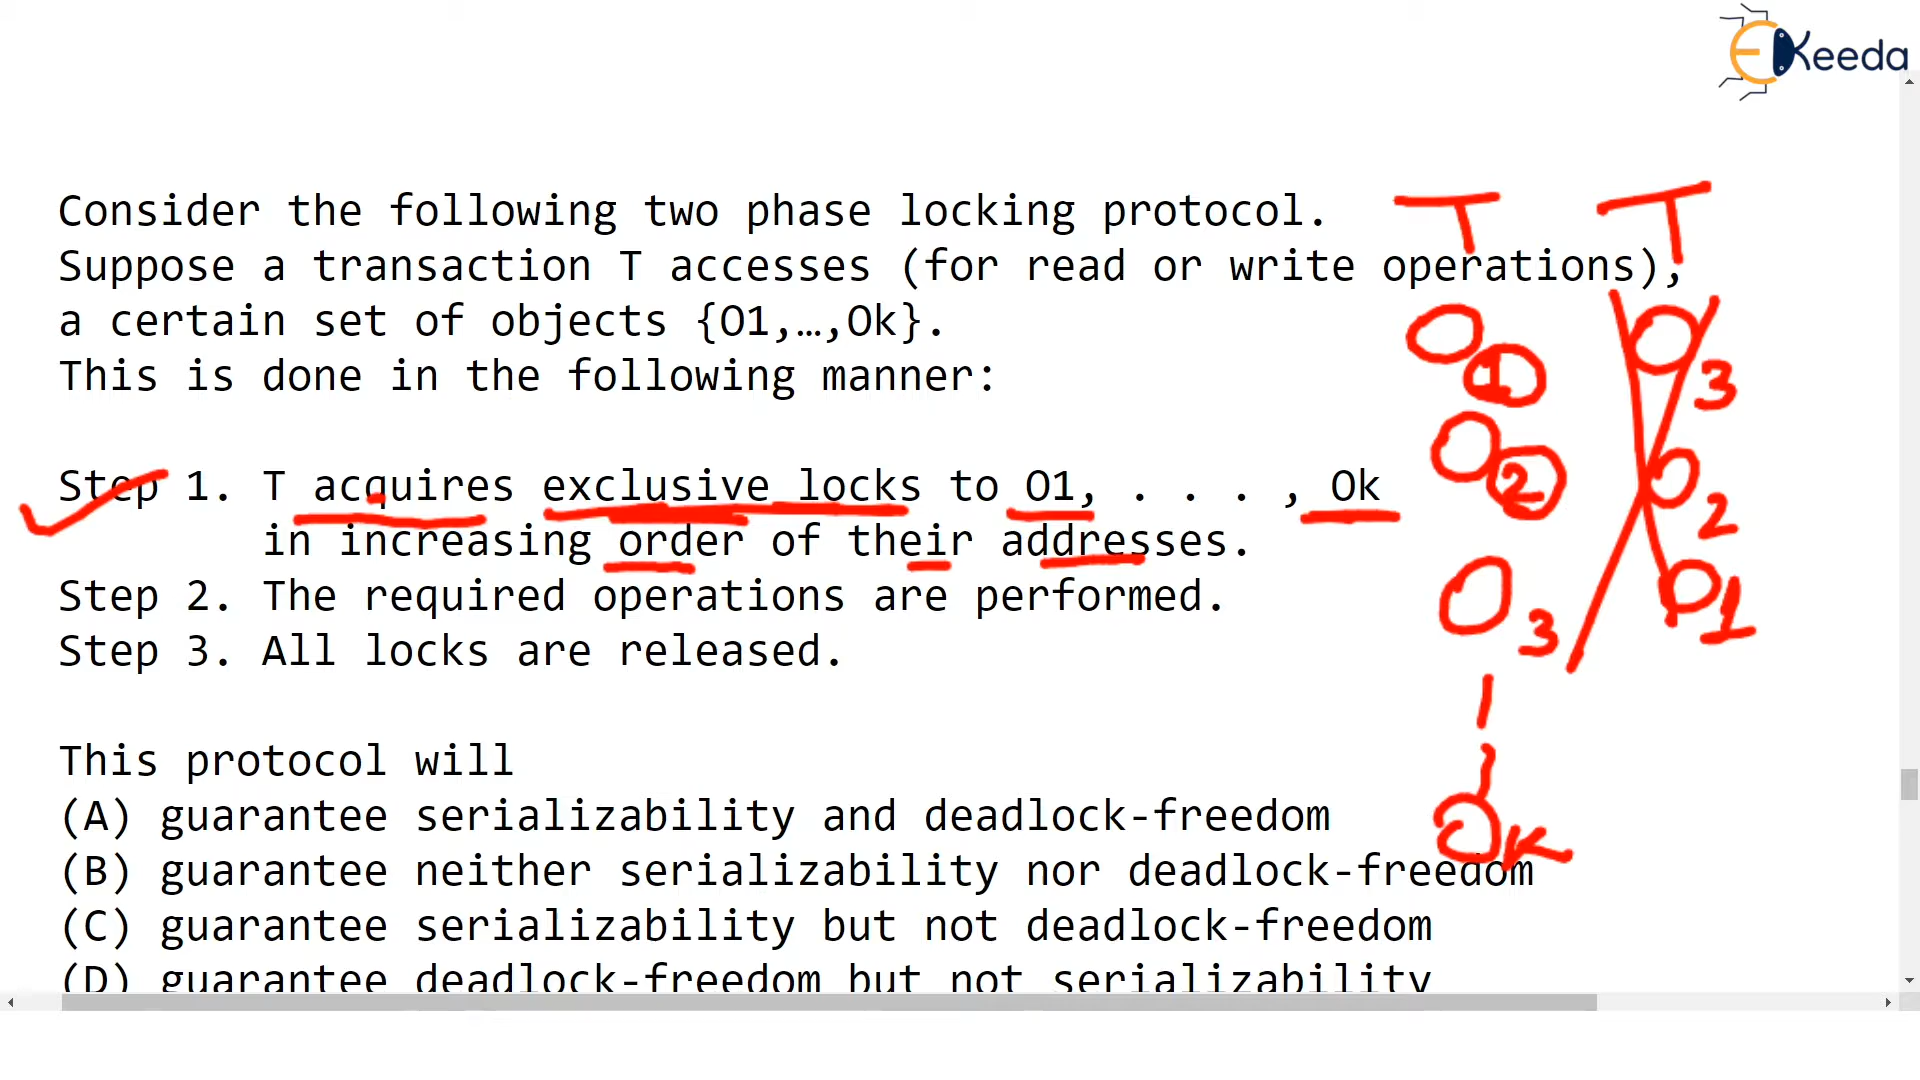 EKeeda
Consider the following two phase locking protocol.
Suppose a transaction T accesses (for read or write operations),
a certain set of objects {O1,…,Ok}.
This is done in the following manner:
Step 1. T acquires exclusive locks to O1, . . . , Ok
in increasing order of their addresses.
Step 2. The required operations are performed.
Step 3. All locks are released.
This protocol will
(A) guarantee serializability and deadlock-freedom
(B) guarantee neither serializability nor deadlock-freedom
(C) guarantee serializability but not deadlock-freedom
(D) guarantee deadlock-freedom but not serializability
T
O1
O2
O3
OK
T
O3
O2
O1